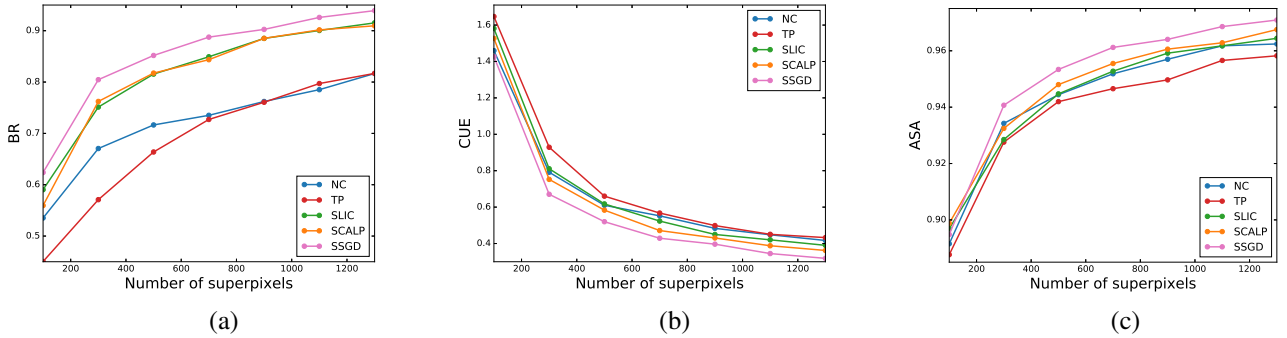 0.9
0.8
0.7
0.6
0.5
BR
200 400 600 800 1000 1200
Number of superpixels
NC
TP
SLIC
SCALP
SSGD
(a)
1.6
1.4
1.2
1.0
0.8
0.6
0.4
CUE
200 400 600 800 1000 1200
Number of superpixels
NC
TP
SLIC
SCALP
SSGD
(b)
0.96
0.94
0.92
0.90
ASA
200 400 600 800 1000 1200
Number of superpixels
NC
TP
SLIC
SCALP
SSGD
(c)